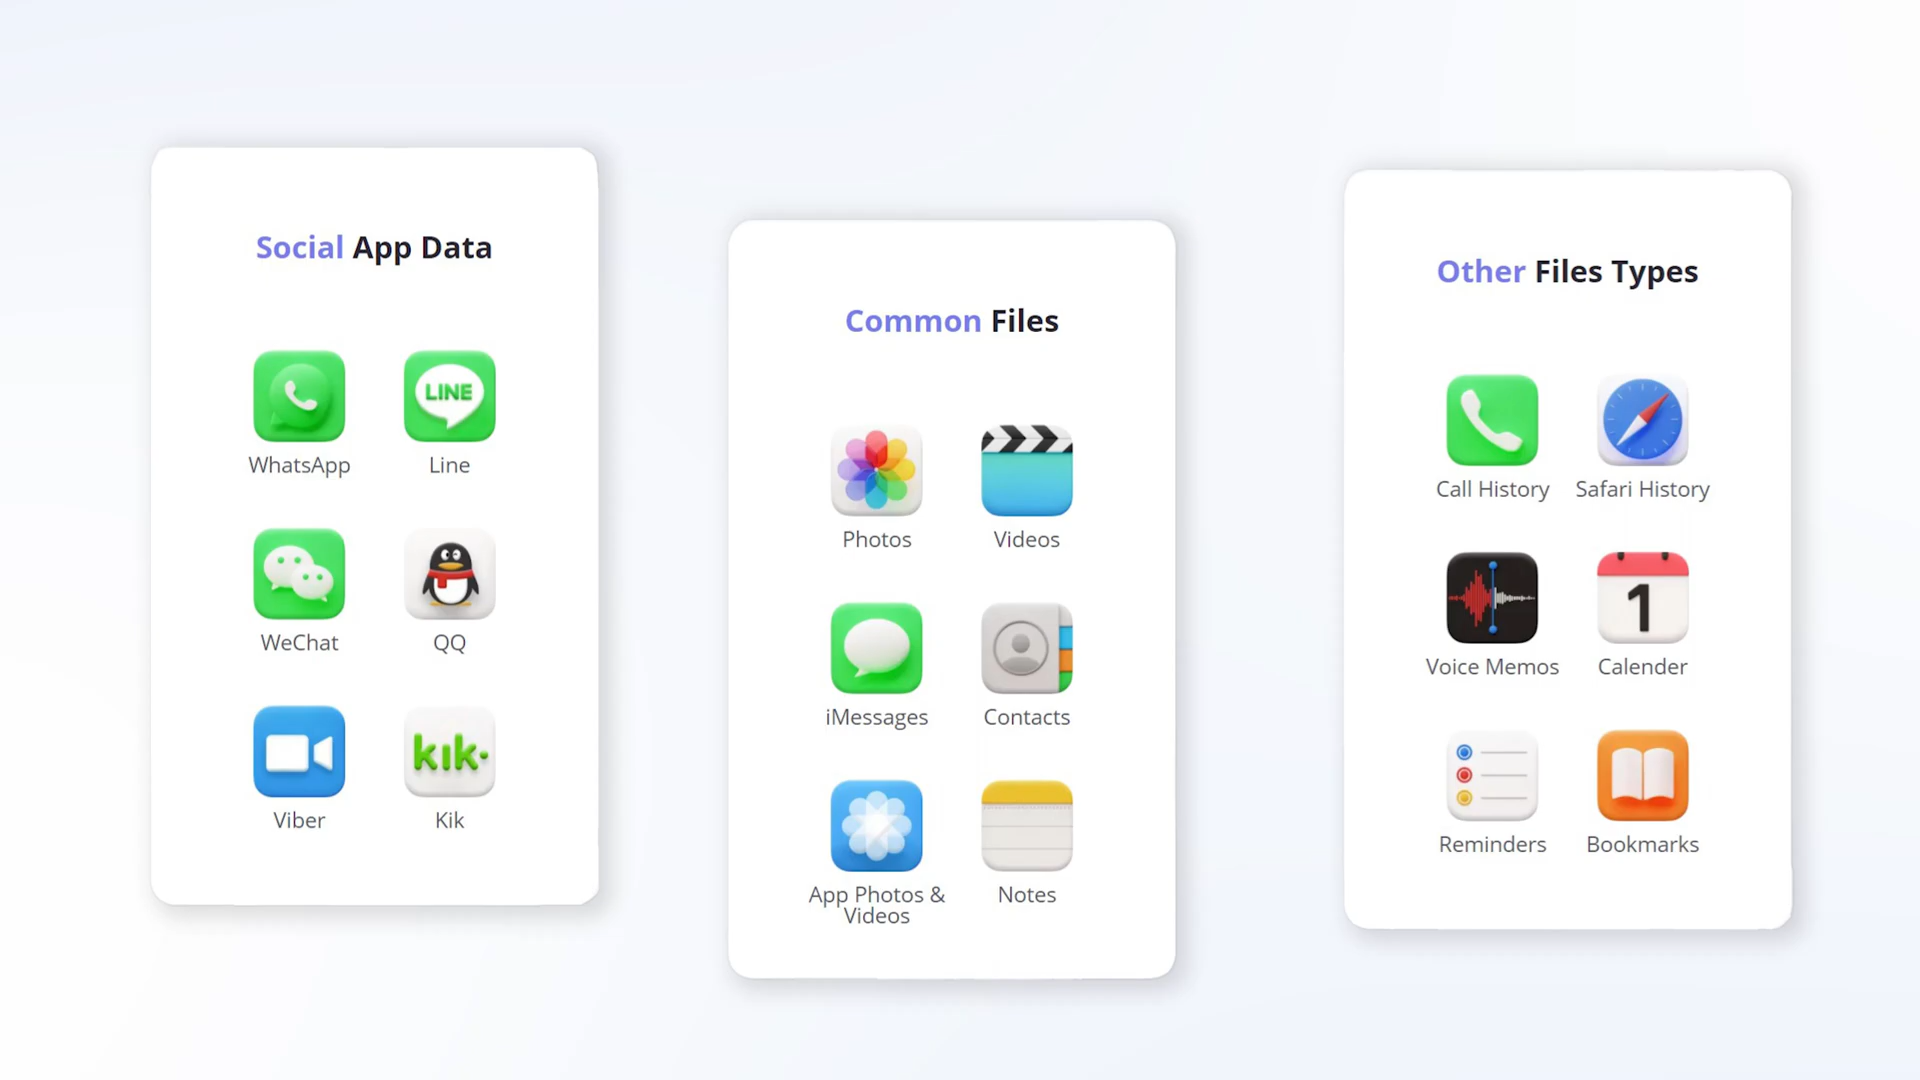 Social App Data
LINE
WhatsApp
Line
WeChat
QQ
kik·
Viber
Kik
Common Files
Photos
Videos
iMessages
Contacts
App Photos &
Videos
Notes
Other Files Types
Call History
Safari History
1
Voice Memos
Calender
Reminders
Bookmarks